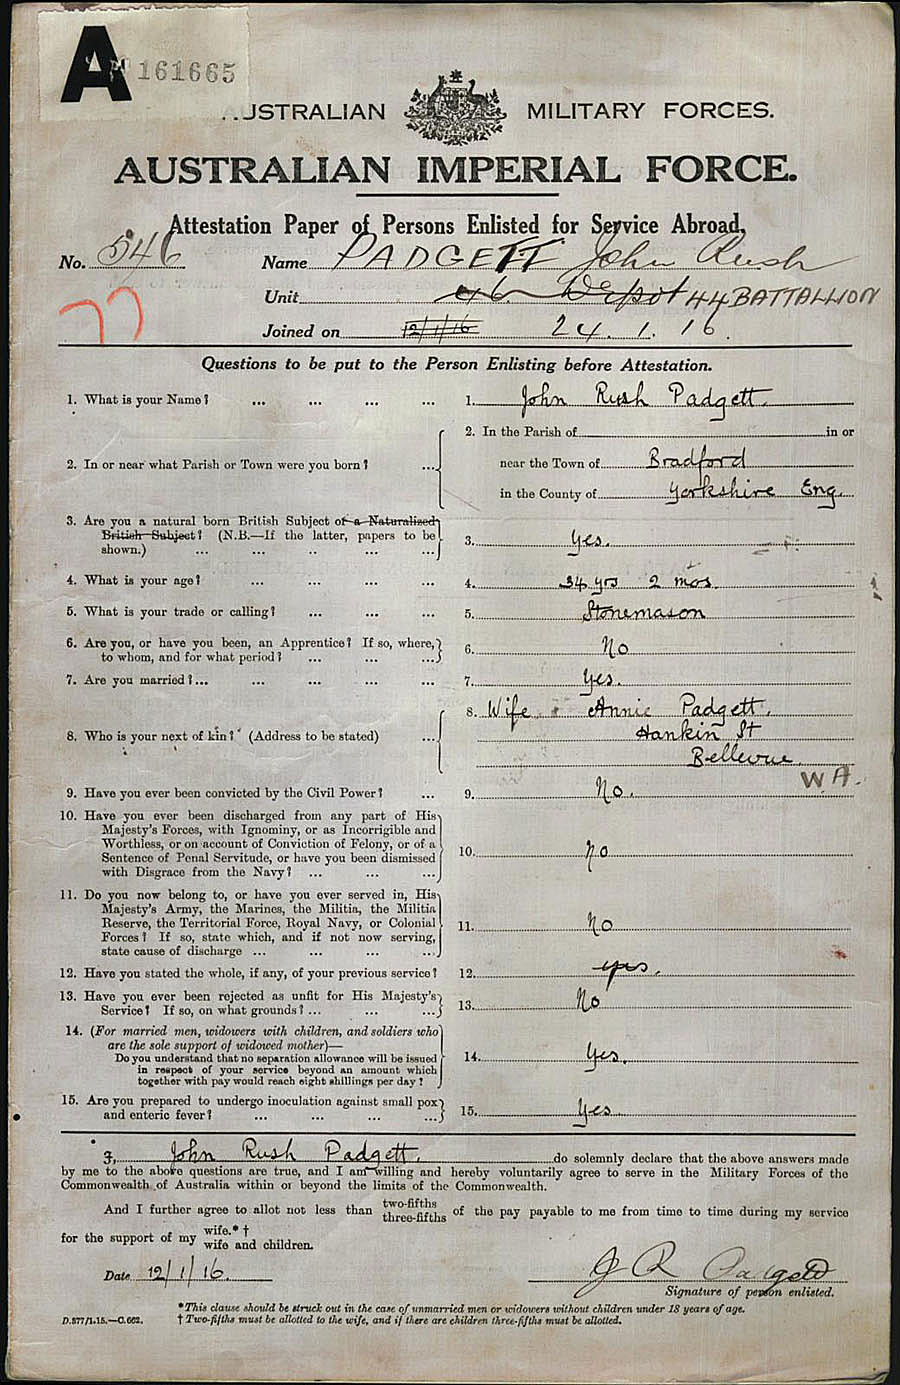 A 161665
AUSTRALIAN MILITARY FORCES.
AUSTRALIAN IMPERIAL FORCE.
Attestation Paper of Persons Enlisted for Service Abroad.
No. 546 Name PADGETT John Rush
77 Unit 46 Depot 44 BATTALLION
Joined on 12/1/16 24.1.16.
Questions to be put to the Person Enlisting before Attestation.
1. What is your Name? ... ... ... ... 1. John Rush Padgett.
2. In the Parish of in or
2. In or near what Parish or Town were you born? ... near the Town of Bradford
in the County of Yorkshire Eng.
3. Are you a natural born British Subject or a Naturalized
British Subject? (N.B.—If the latter, papers to be 3. Yes.
shown.) ... ... .. ... ...
4. What is your age? ... ... ... ... 4. 34 yrs 2 mos.
5. What is your trade or calling? ... ... ... 5. Stonemason
6. Are you, or have you been, an Apprentice? If so, where, 6. No
to whom, and for what period? ... ... ...
7. Are you married? ... ... ... ... ... 7. Yes.
8. Wife Annie Padgett.
8. Who is your next of kin? (Address to be stated) ... Hankin St
Bellevue.
W A.
9. Have you ever been convicted by the Civil Power? ... 9. No.
10. Have you ever been discharged from any part of His
Majesty's Forces, with Ignominy, or as Incorrigible and
Worthless, or on account of Conviction of Felony, or of a 10. No
Sentence of Penal Servitude, or have you been dismissed
with Disgrace from the Navy? ... ... ...
11. Do you now belong to, or have you ever served in, His
Majesty's Army, the Marines, the Militia, the Militia
Reserve, the Territorial Force, Royal Navy, or Colonial 11. No
Forces? If so, state which, and if not now serving,
state cause of discharge ... ... ... ...
12. Have you stated the whole, if any, of your previous service? 12. yes.
13. Have you ever been rejected as unfit for His Majesty's 13. No
Service? If so, on what grounds? ... ... ...
14. (For married men, widowers with children, and soldiers who
are the sole support of widowed mother)—
Do you understand that no separation allowance will be issued 14. Yes.
in respect of your service beyond an amount which
together with pay would reach eight shillings per day?
15. Are you prepared to undergo inoculation against small pox 15. Yes.
and enteric fever? ... ... ... ...
I, John Rush Padgett. do solemnly declare that the above answers made
by me to the above questions are true, and I am willing and hereby voluntarily agree to serve in the Military Forces of the
Commonwealth of Australia within or beyond the limits of the Commonwealth.
And I further agree to allot not less than two-fifths three-fifths of the pay payable to me from time to time during my service
for the support of my wife.* † wife and children.
Date 12/1/16. J R Padgett
Signature of person enlisted.
*This clause should be struck out in the case of unmarried men or widowers without children under 18 years of age.
D.577/1.15.—C.662. †Two-fifths must be allotted to the wife, and if there are children three-fifths must be allotted.